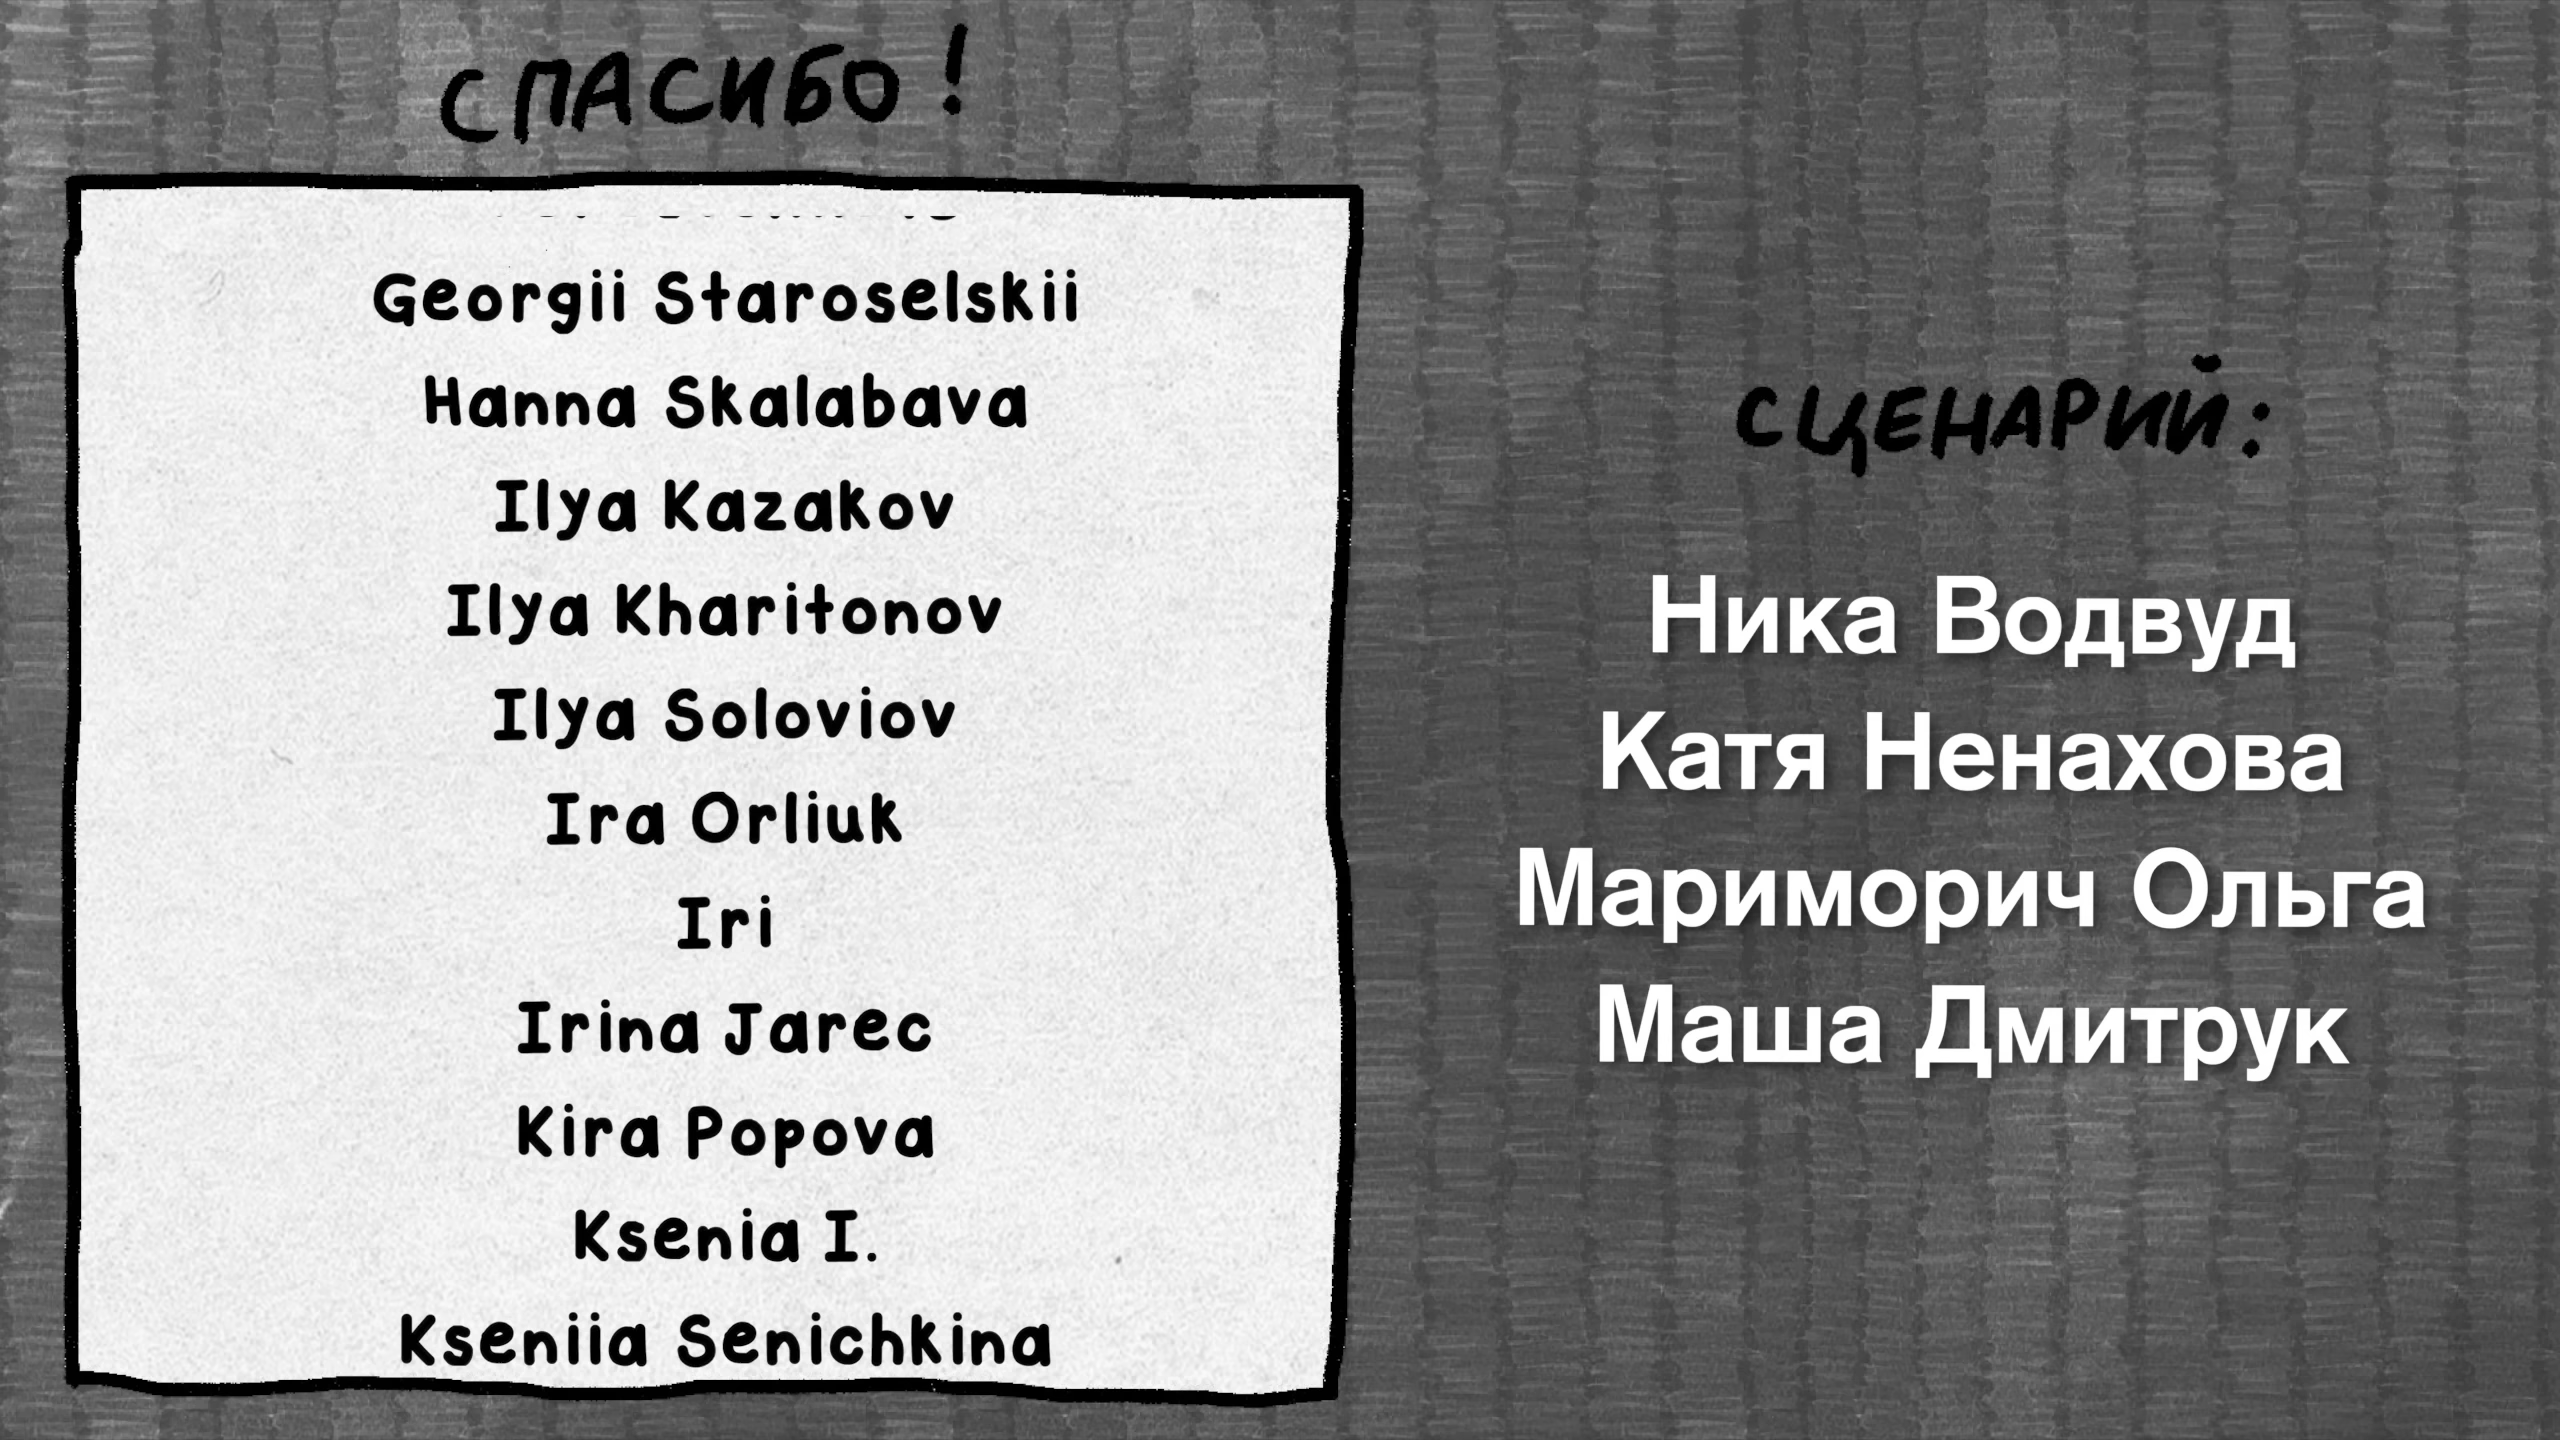 СПАСИБО!
Georgii Staroselskii
Hanna Skalabava
Ilya Kazakov
Ilya Kharitonov
Ilya Soloviov
Ira Orliuk
Iri
Irina Jarec
Kira Popova
Ksenia I.
Kseniia Senichkina
СЦЕНАРИЙ:
Ника Водвуд
Катя Ненахова
Мариморич Ольга
Маша Дмитрук